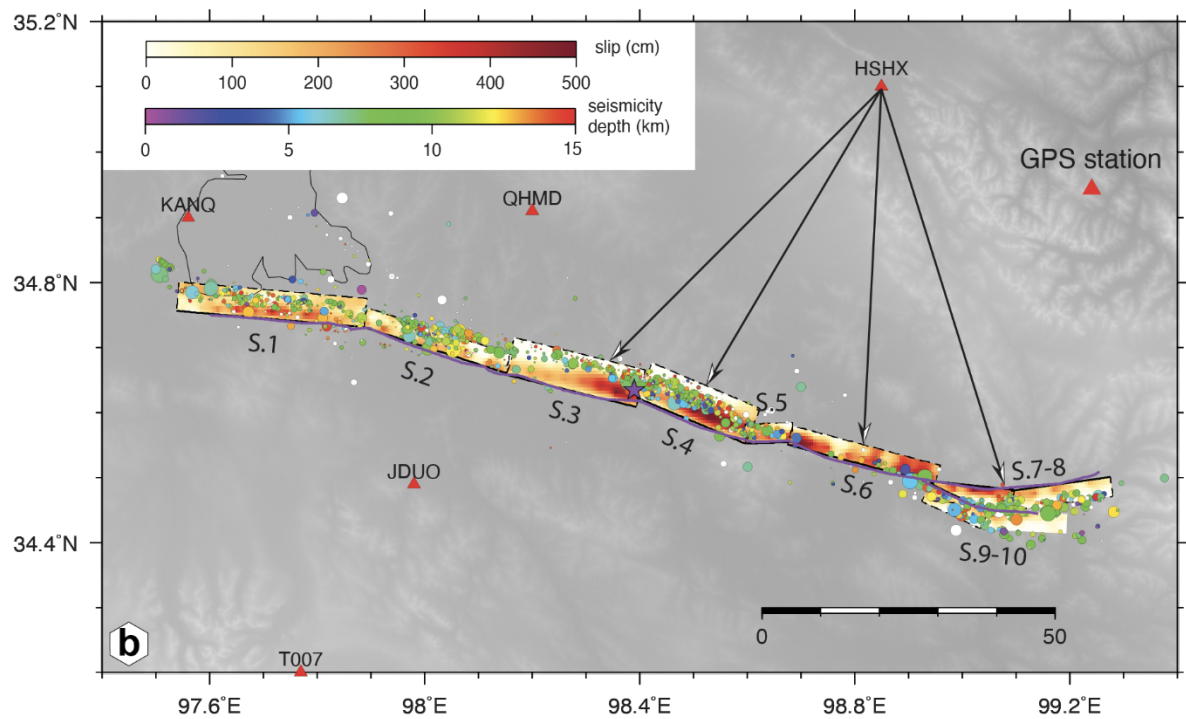 35.2°N
34.8°N
34.4°N
slip (cm)
0 100 200 300 400 500
seismicity
depth (km)
0 5 10 15
HSHX
GPS station
KANQ
QHMD
S.1
S.2
S.3
S.4
S.5
S.6
S.7-8
S.9-10
JDUO
T007
b
0 50
97.6°E 98°E 98.4°E 98.8°E 99.2°E